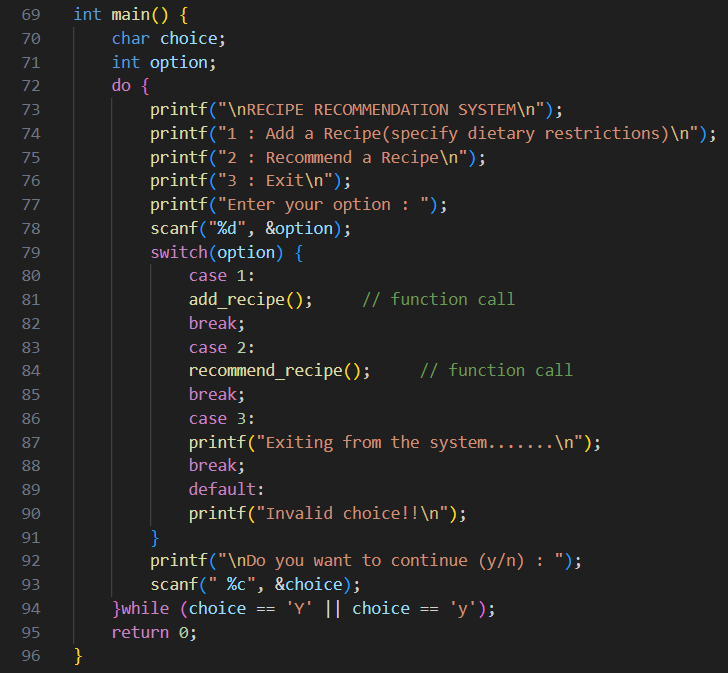 69 int main() {
70     char choice;
71     int option;
72     do {
73         printf("\nRECIPE RECOMMENDATION SYSTEM\n");
74         printf("1 : Add a Recipe(specify dietary restrictions)\n");
75         printf("2 : Recommend a Recipe\n");
76         printf("3 : Exit\n");
77         printf("Enter your option : ");
78         scanf("%d", &option);
79         switch(option) {
80             case 1:
81             add_recipe();     // function call
82             break;
83             case 2:
84             recommend_recipe();     // function call
85             break;
86             case 3:
87             printf("Exiting from the system.......\n");
88             break;
89             default:
90             printf("Invalid choice!!\n");
91         }
92         printf("\nDo you want to continue (y/n) : ");
93         scanf(" %c", &choice);
94     }while (choice == 'Y' || choice == 'y');
95     return 0;
96 }